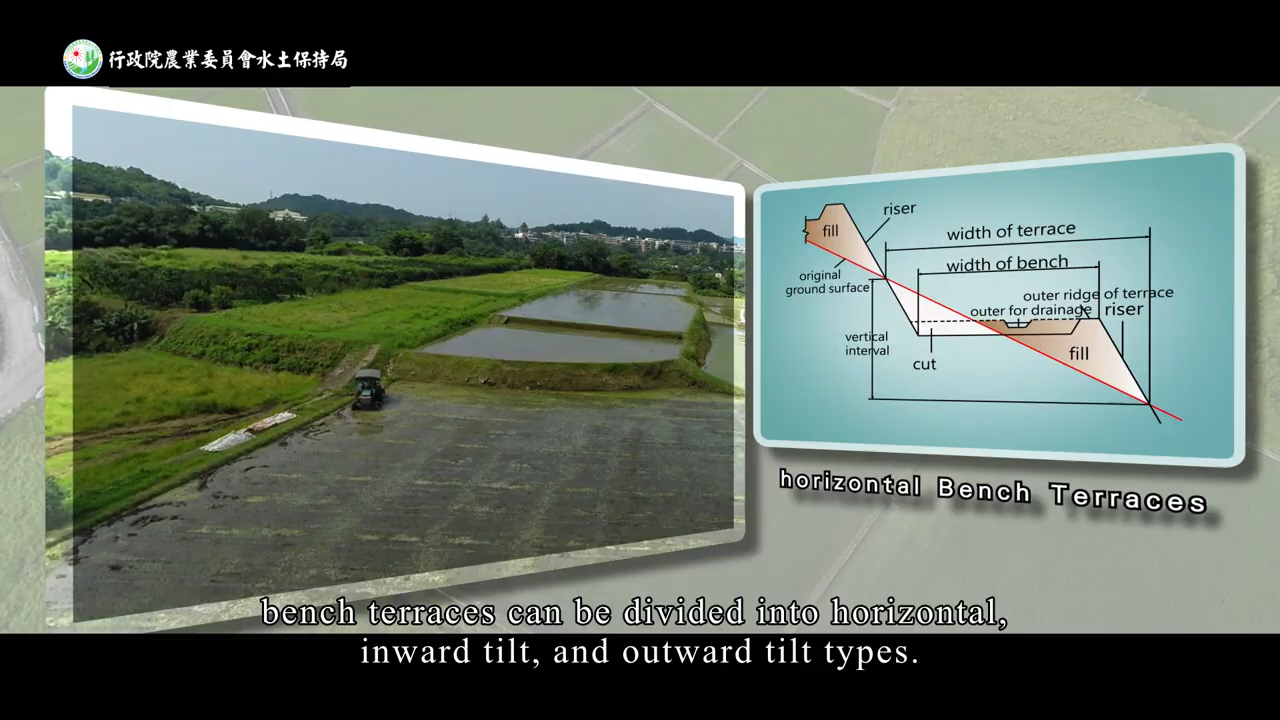 行政院農業委員會水土保持局
riser
fill
width of terrace
width of bench
original
ground surface
outer ridge of terrace
outer for drainage
riser
vertical
interval
cut
fill
horizontal Bench Terraces
bench terraces can be divided into horizontal,
inward tilt, and outward tilt types.